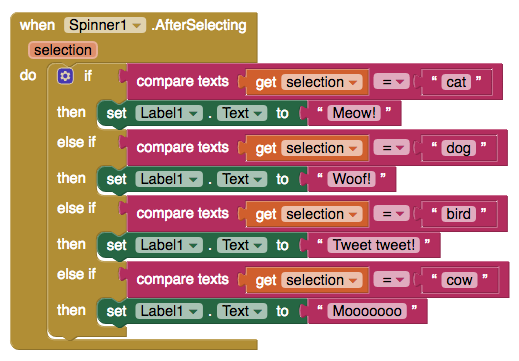 when Spinner1 .AfterSelecting
selection
do if compare texts get selection = “ cat ”
then set Label1 . Text to “ Meow! ”
else if compare texts get selection = “ dog ”
then set Label1 . Text to “ Woof! ”
else if compare texts get selection = “ bird ”
then set Label1 . Text to “ Tweet tweet! ”
else if compare texts get selection = “ cow ”
then set Label1 . Text to “ Mooooooo ”